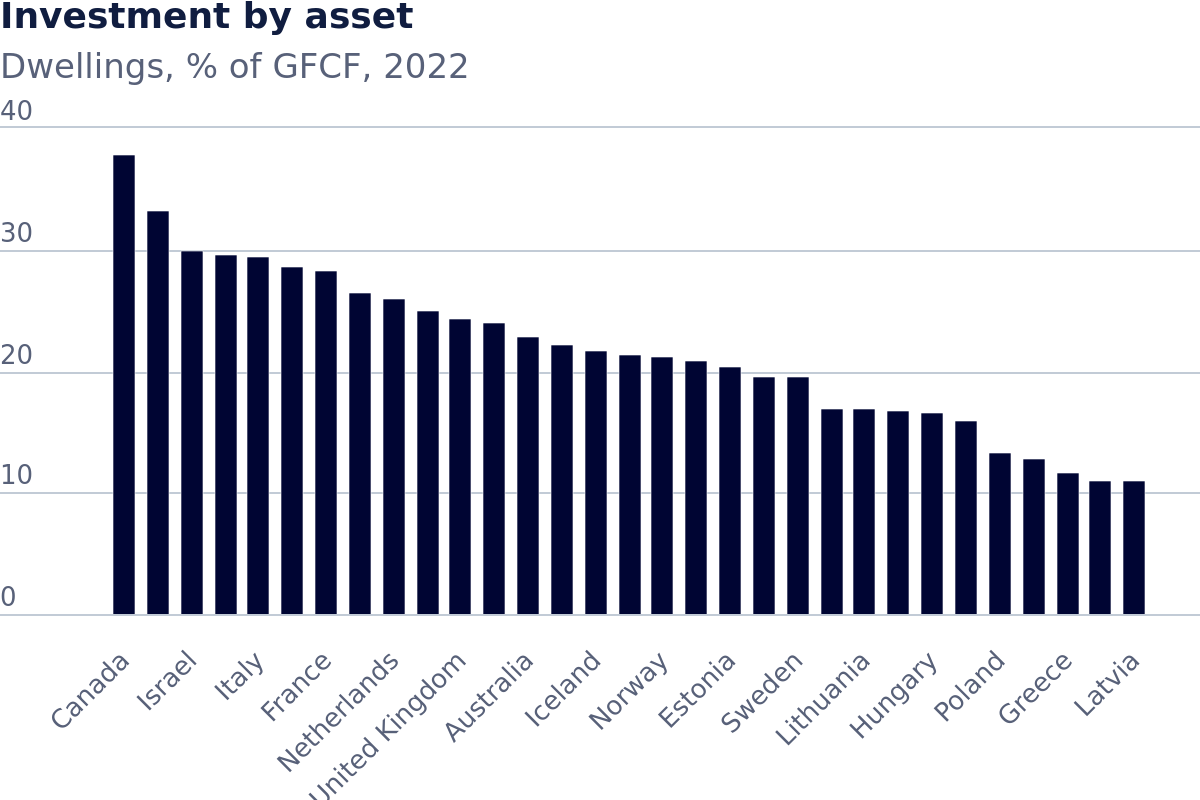 Investment by asset
Dwellings, % of GFCF, 2022
40
30
20
10
0
Canada
Israel
Italy
France
Netherlands
United Kingdom
Australia
Iceland
Norway
Estonia
Sweden
Lithuania
Hungary
Poland
Greece
Latvia